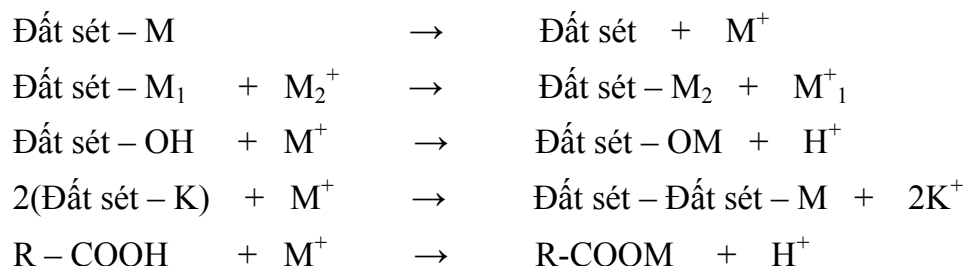 Đất sét – M → Đất sét + M⁺
Đất sét – M₁ + M₂⁺ → Đất sét – M₂ + M⁺₁
Đất sét – OH + M⁺ → Đất sét – OM + H⁺
2(Đất sét – K) + M⁺ → Đất sét – Đất sét – M + 2K⁺
R – COOH + M⁺ → R-COOM + H⁺